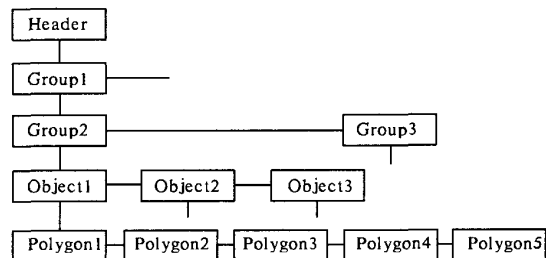 Header
Group1
Group2 Group3
Object1 Object2 Object3
Polygon1 Polygon2 Polygon3 Polygon4 Polygon5